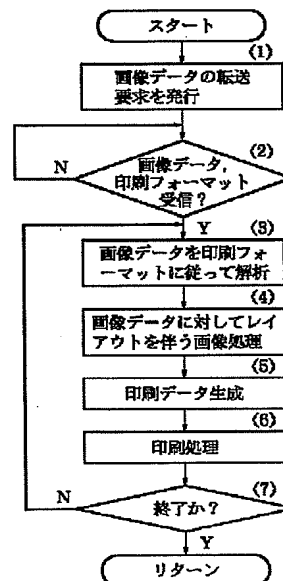 スタート
(1)
画像データの転送
要求を発行
(2)
N
画像データ,
印刷フォーマット
受信?
Y
(3)
画像データを印刷フォ
ーマットに従って解析
(4)
画像データに対してレイ
アウトを伴う画像処理
(5)
印刷データ生成
(6)
印刷処理
(7)
N
終了か?
Y
リターン